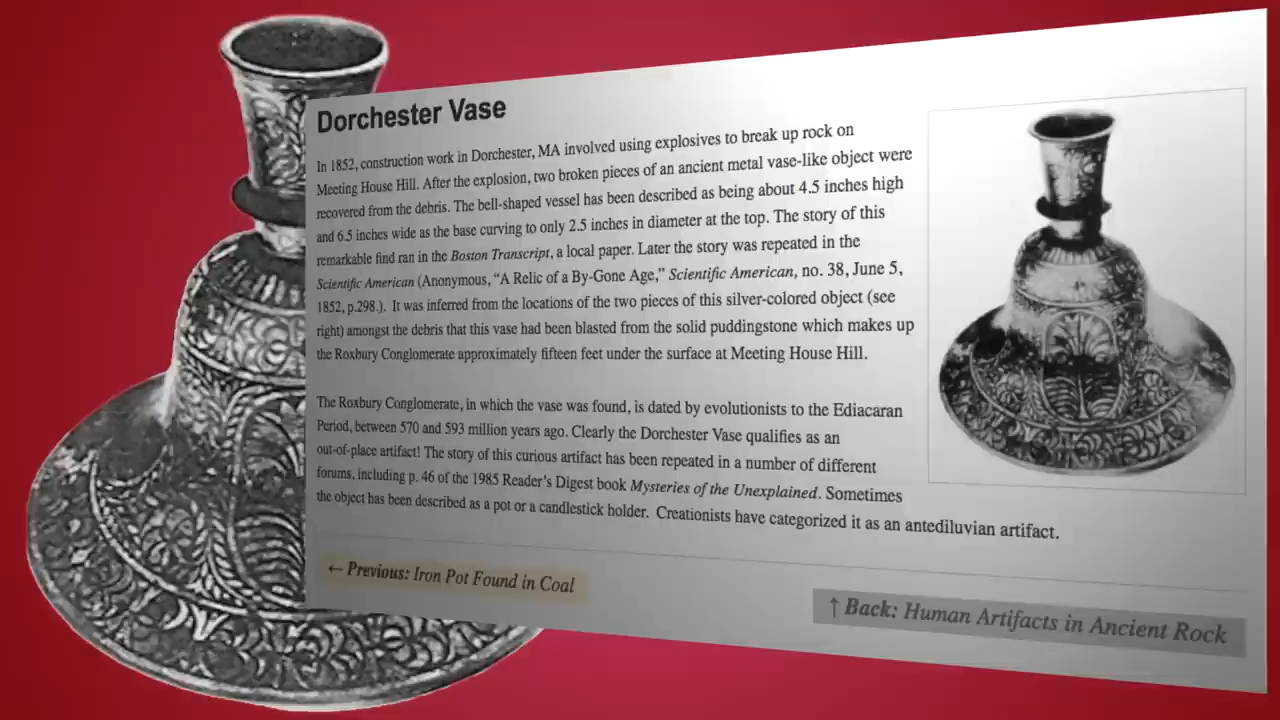 Dorchester Vase
In 1852, construction work in Dorchester, MA involved using explosives to break up rock on
Meeting House Hill. After the explosion, two broken pieces of an ancient metal vase-like object were
recovered from the debris. The bell-shaped vessel has been described as being about 4.5 inches high
and 6.5 inches wide as the base curving to only 2.5 inches in diameter at the top. The story of this
remarkable find ran in the Boston Transcript, a local paper. Later the story was repeated in the
Scientific American (Anonymous, “A Relic of a By-Gone Age,” Scientific American, no. 38, June 5,
1852, p.298.). It was inferred from the locations of the two pieces of this silver-colored object (see
right) amongst the debris that this vase had been blasted from the solid puddingstone which makes up
the Roxbury Conglomerate approximately fifteen feet under the surface at Meeting House Hill.
The Roxbury Conglomerate, in which the vase was found, is dated by evolutionists to the Ediacaran
Period, between 570 and 593 million years ago. Clearly the Dorchester Vase qualifies as an
out-of-place artifact! The story of this curious artifact has been repeated in a number of different
forums, including p. 46 of the 1985 Reader’s Digest book Mysteries of the Unexplained. Sometimes
the object has been described as a pot or a candlestick holder. Creationists have categorized it as an antediluvian artifact.
← Previous: Iron Pot Found in Coal
↑ Back: Human Artifacts in Ancient Rock